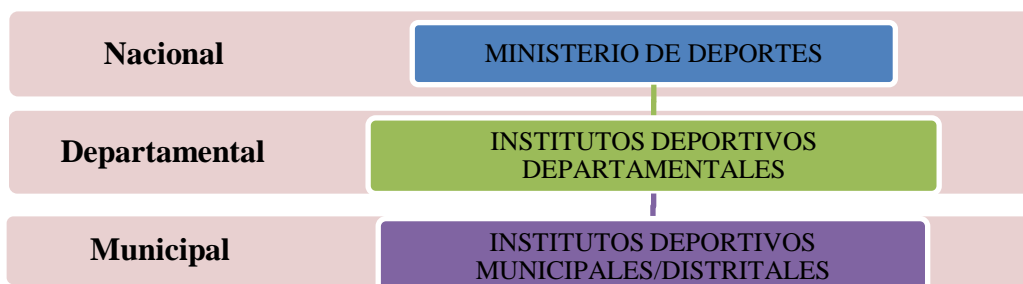 Nacional
MINISTERIO DE DEPORTES
Departamental
INSTITUTOS DEPORTIVOS
DEPARTAMENTALES
Municipal
INSTITUTOS DEPORTIVOS
MUNICIPALES/DISTRITALES